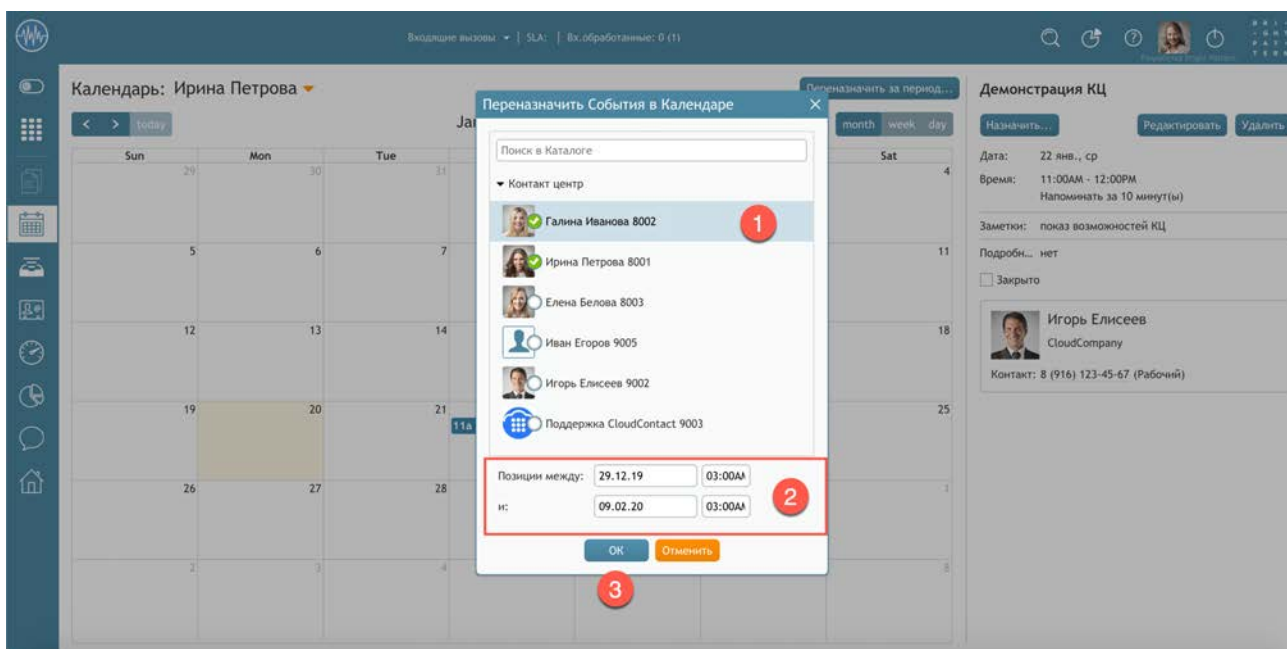 Входящие вызовы | SLA: | Вх.обработанные: 0 (1)
Календарь: Ирина Петрова
Переназначить за период...
< > today
Jan
month week day
Sun Mon Tue Sat
29 30 31 4
5 6 7 11
12 13 14 18
19 20 21 25
11a
26 27 28 1
2 3 4 8
Переназначить События в Календаре
Поиск в Каталоге
Контакт центр
Галина Иванова 8002
1
Ирина Петрова 8001
Елена Белова 8003
Иван Егоров 9005
Игорь Елисеев 9002
Поддержка CloudContact 9003
Позиции между: 29.12.19 03:00AM
2
и: 09.02.20 03:00AM
ОК Отменить
3
Демонстрация КЦ
Назначить... Редактировать Удалить
Дата: 22 янв., ср
Время: 11:00AM - 12:00PM
Напоминать за 10 минут(ы)
Заметки: показ возможностей КЦ
Подробн... нет
Закрыто
Игорь Елисеев
CloudCompany
Контакт: 8 (916) 123-45-67 (Рабочий)